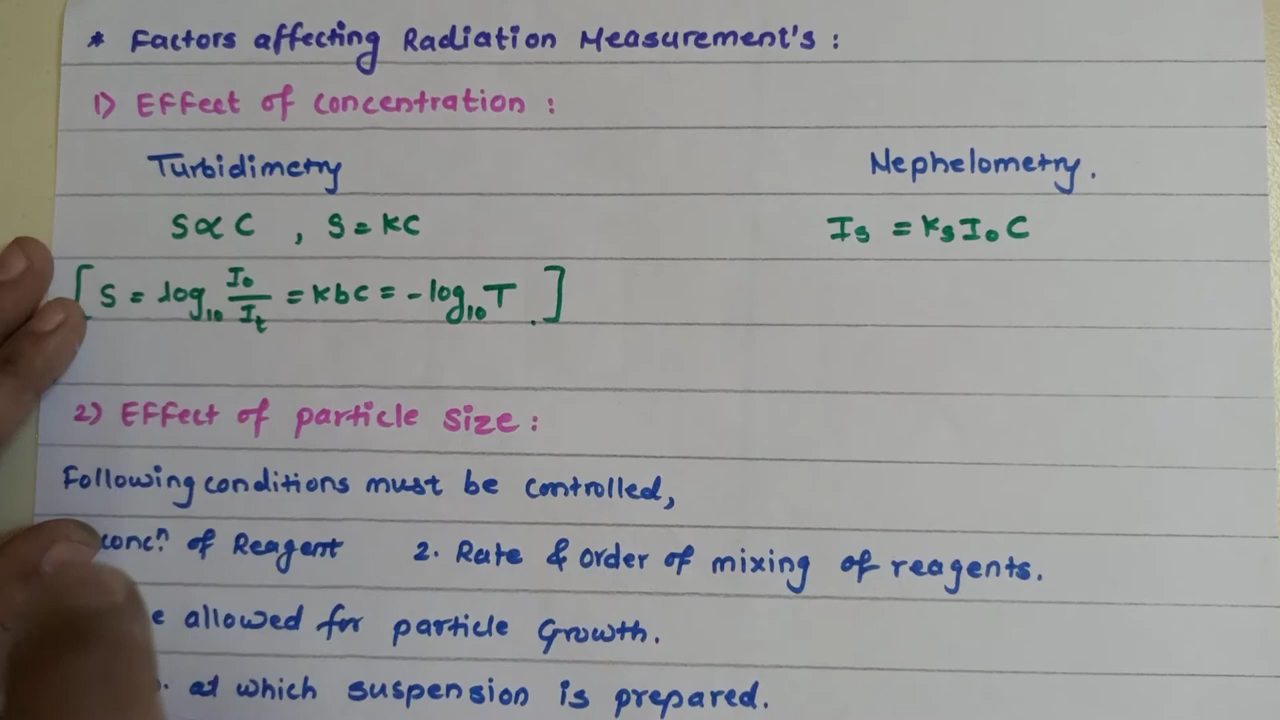 * Factors affecting Radiation Measurement's :
1) Effect of concentration :
Turbidimetry Nephelometry.
S∝C , S=KC Is = KsI₀C
[S = log₁₀ I₀/Iₜ = Kbc = -log₁₀T .]
2) Effect of particle size :
Following conditions must be controlled,
concn. of Reagent 2. Rate & order of mixing of reagents.
allowed for particle Growth.
at which suspension is prepared.